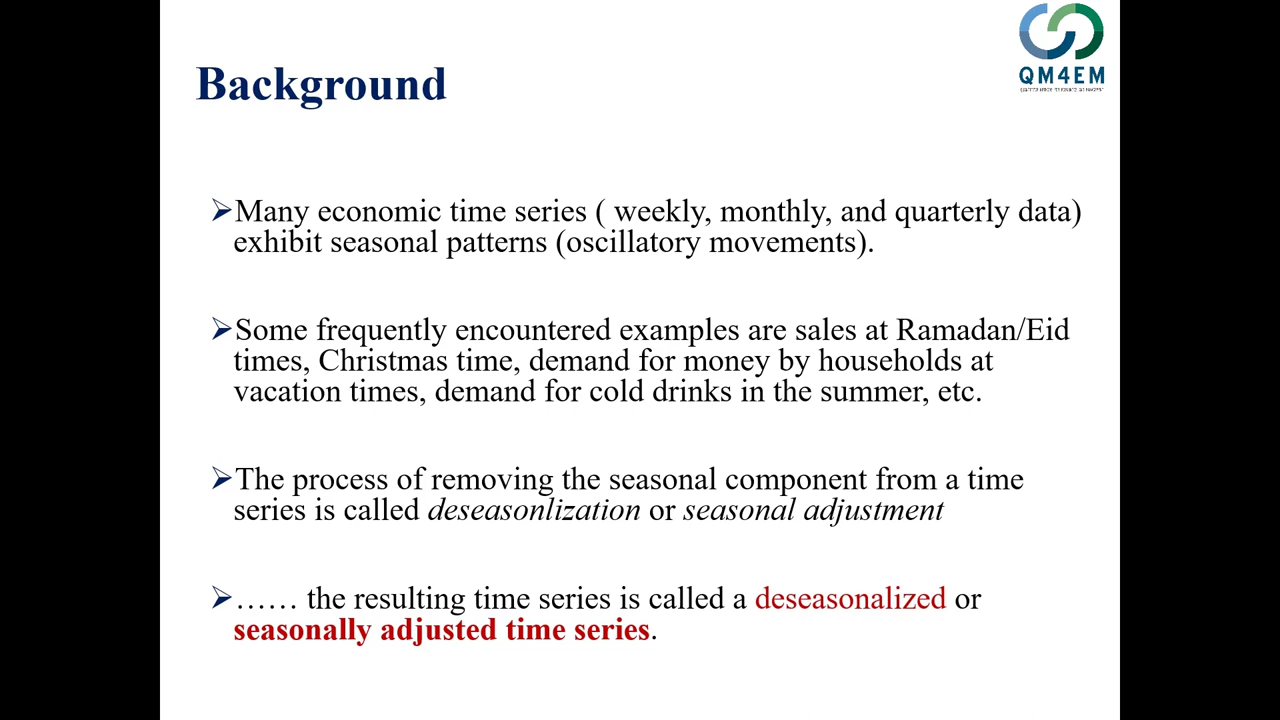 QM4EM
Background
➢Many economic time series ( weekly, monthly, and quarterly data)
exhibit seasonal patterns (oscillatory movements).
➢Some frequently encountered examples are sales at Ramadan/Eid
times, Christmas time, demand for money by households at
vacation times, demand for cold drinks in the summer, etc.
➢The process of removing the seasonal component from a time
series is called deseasonlization or seasonal adjustment
➢…… the resulting time series is called a deseasonalized or
seasonally adjusted time series.